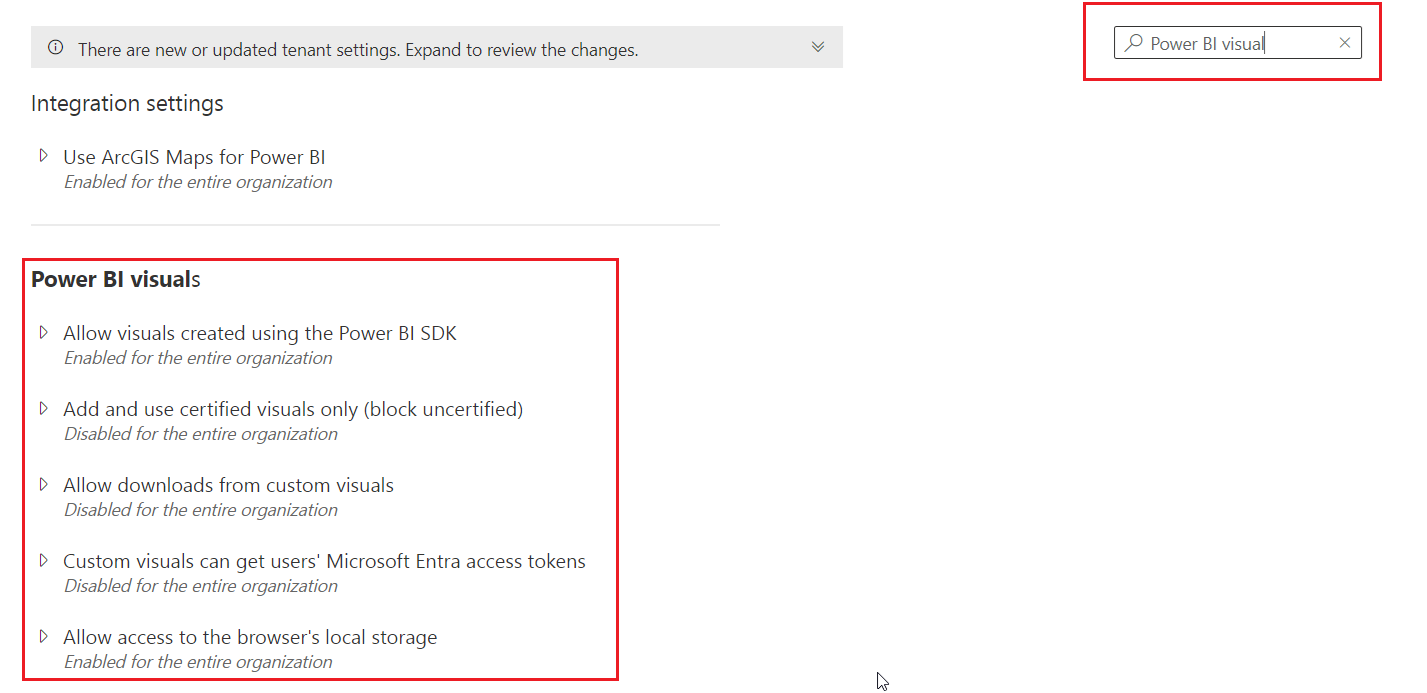 There are new or updated tenant settings. Expand to review the changes.
Power BI visual
Integration settings
Use ArcGIS Maps for Power BI
Enabled for the entire organization
Power BI visuals
Allow visuals created using the Power BI SDK
Enabled for the entire organization
Add and use certified visuals only (block uncertified)
Disabled for the entire organization
Allow downloads from custom visuals
Disabled for the entire organization
Custom visuals can get users' Microsoft Entra access tokens
Disabled for the entire organization
Allow access to the browser's local storage
Enabled for the entire organization